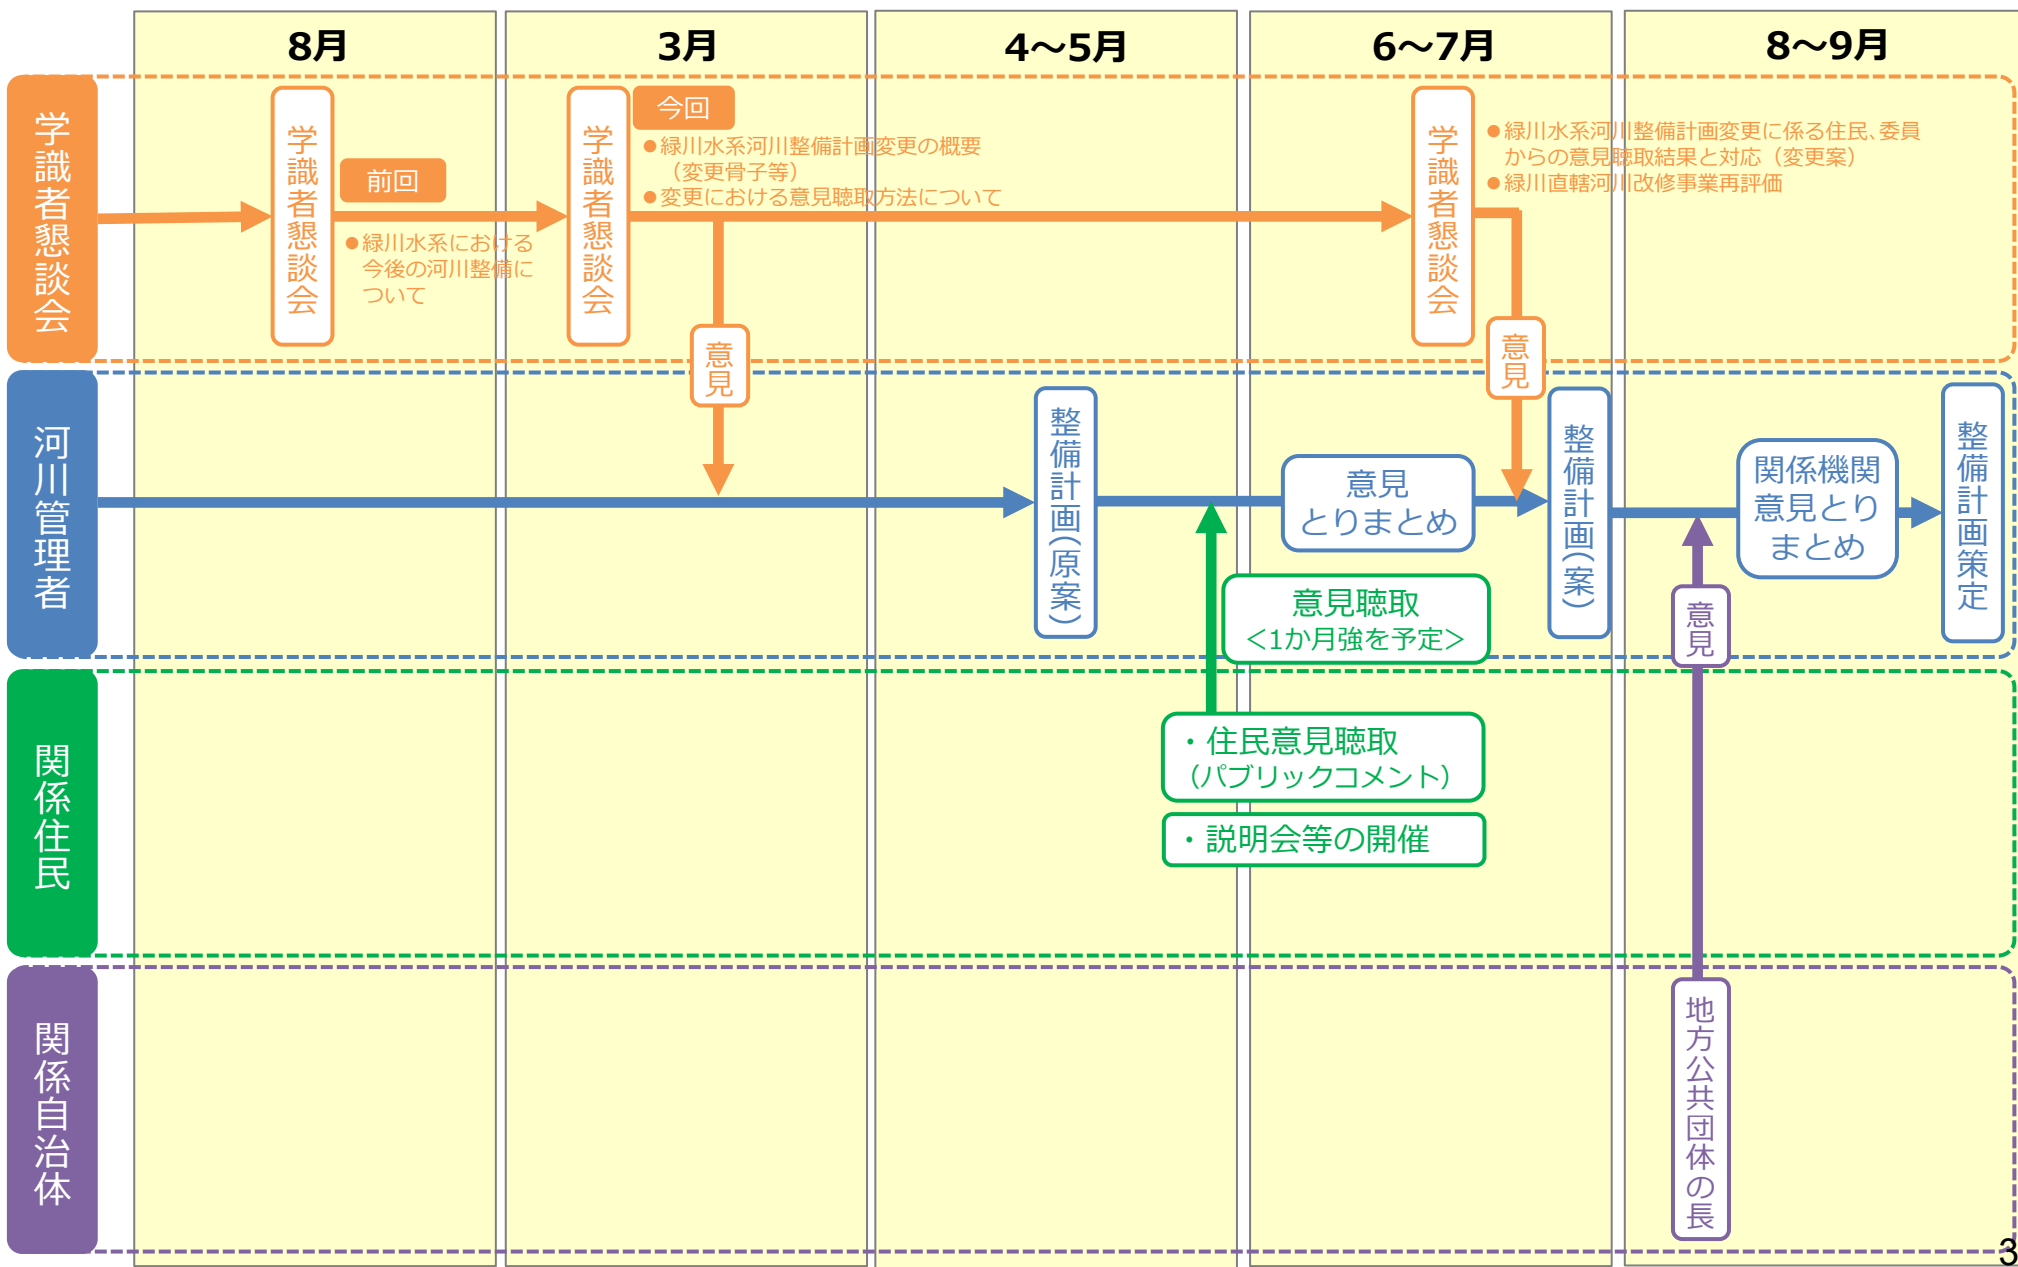 8月
3月
4～5月
6～7月
8～9月
学識者懇談会
学識者懇談会
前回
●緑川水系における
今後の河川整備に
ついて
学識者懇談会
今回
●緑川水系河川整備計画変更の概要
（変更骨子等）
●変更における意見聴取方法について
意見
学識者懇談会
●緑川水系河川整備計画変更に係る住民、委員
からの意見聴取結果と対応（変更案）
●緑川直轄河川改修事業再評価
意見
河川管理者
整備計画（原案）
意見
とりまとめ
整備計画（案）
関係機関
意見とり
まとめ
整備計画策定
意見聴取
＜1か月強を予定＞
意見
関係住民
・住民意見聴取
（パブリックコメント）
・説明会等の開催
関係自治体
地方公共団体の長
3